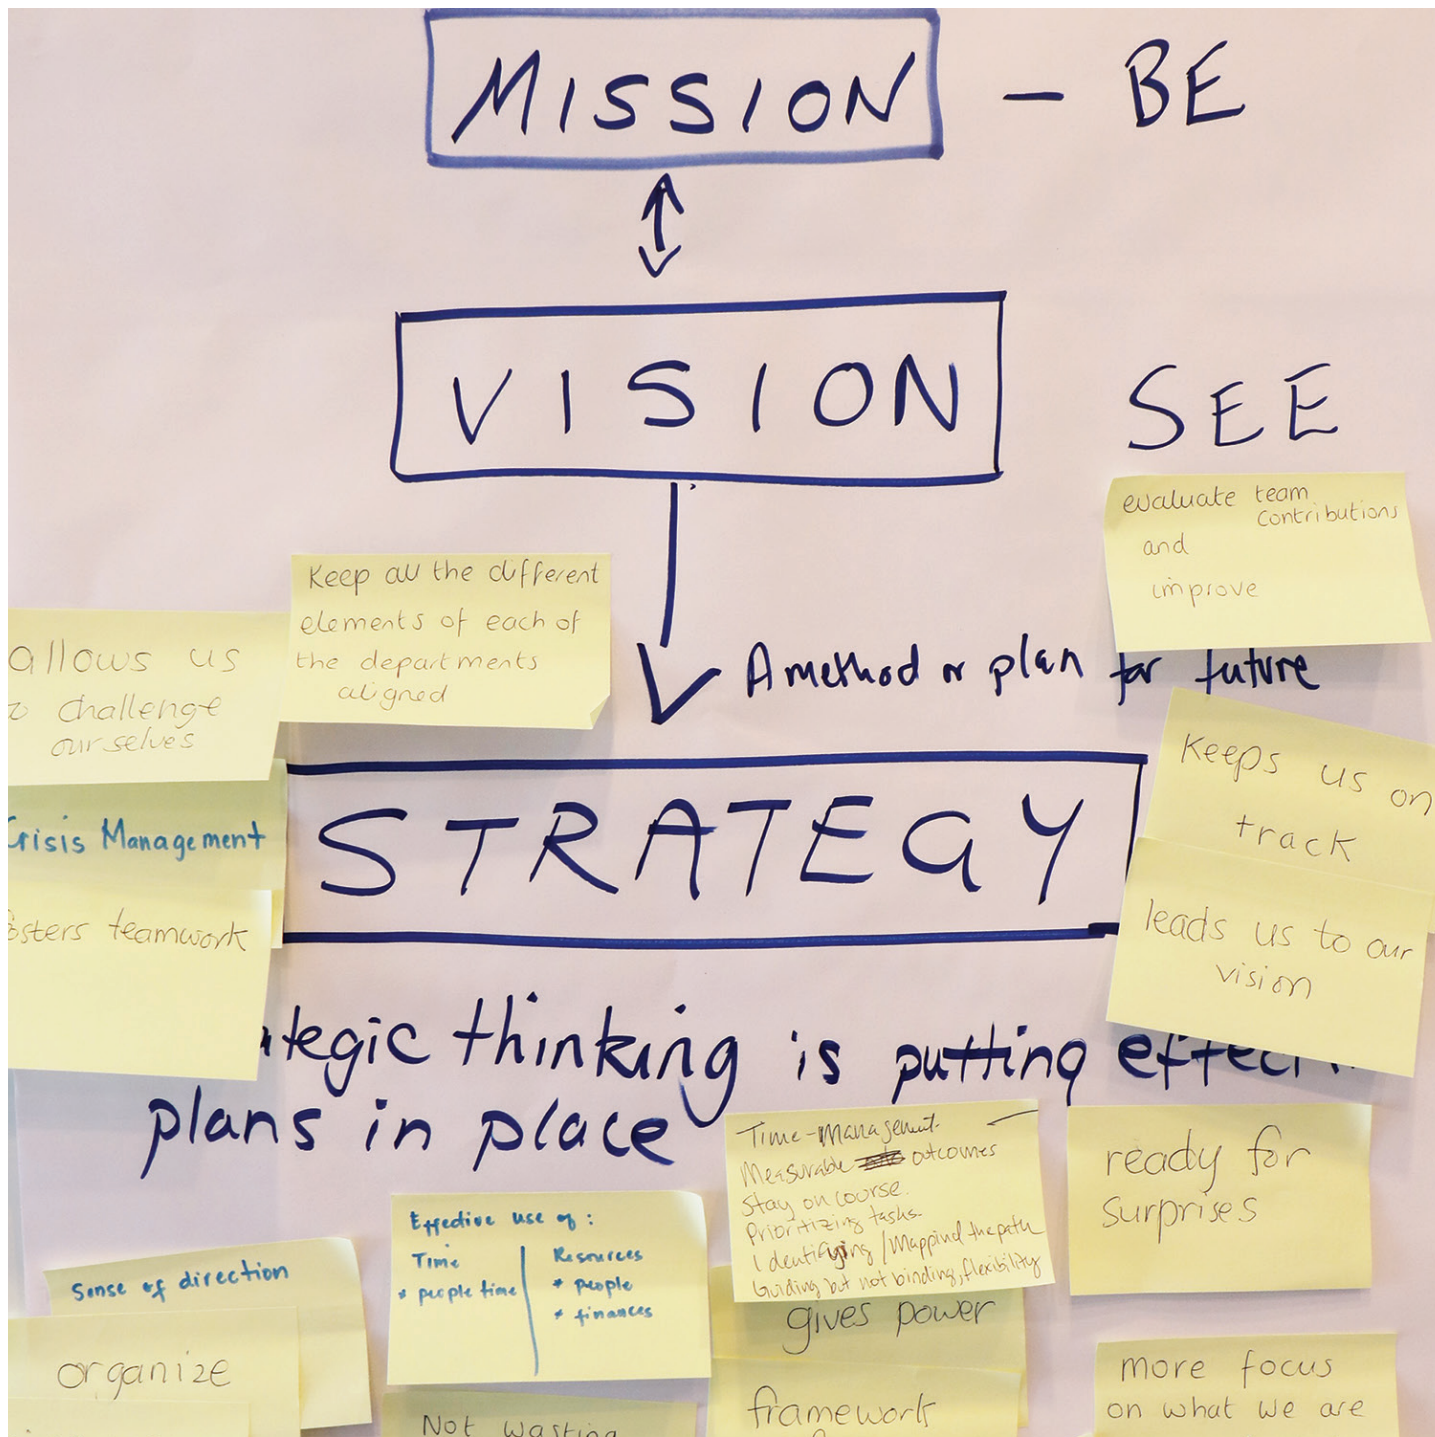 MISSION - BE
VISION SEE
evaluate team
contributions
and
improve
Keep all the different
elements of each of
the departments
aligned
allows us
challenge
ourselves
A method or plan for future
Keeps us on
track
Management
STRATEGY
teamwork
leads us to our
vision
thinking is putting
plans in place
Time-Management
Measurable outcomes
Stay on course.
Prioritizing tasks.
Identifying / Mappind the path
Guiding but not binding, flexibility
ready for
surprises
Effective use of:
Time
* people time
Resources
* people
* finances
Sense of direction
gives power
organize
more focus
on what we are
framework
Not wasting